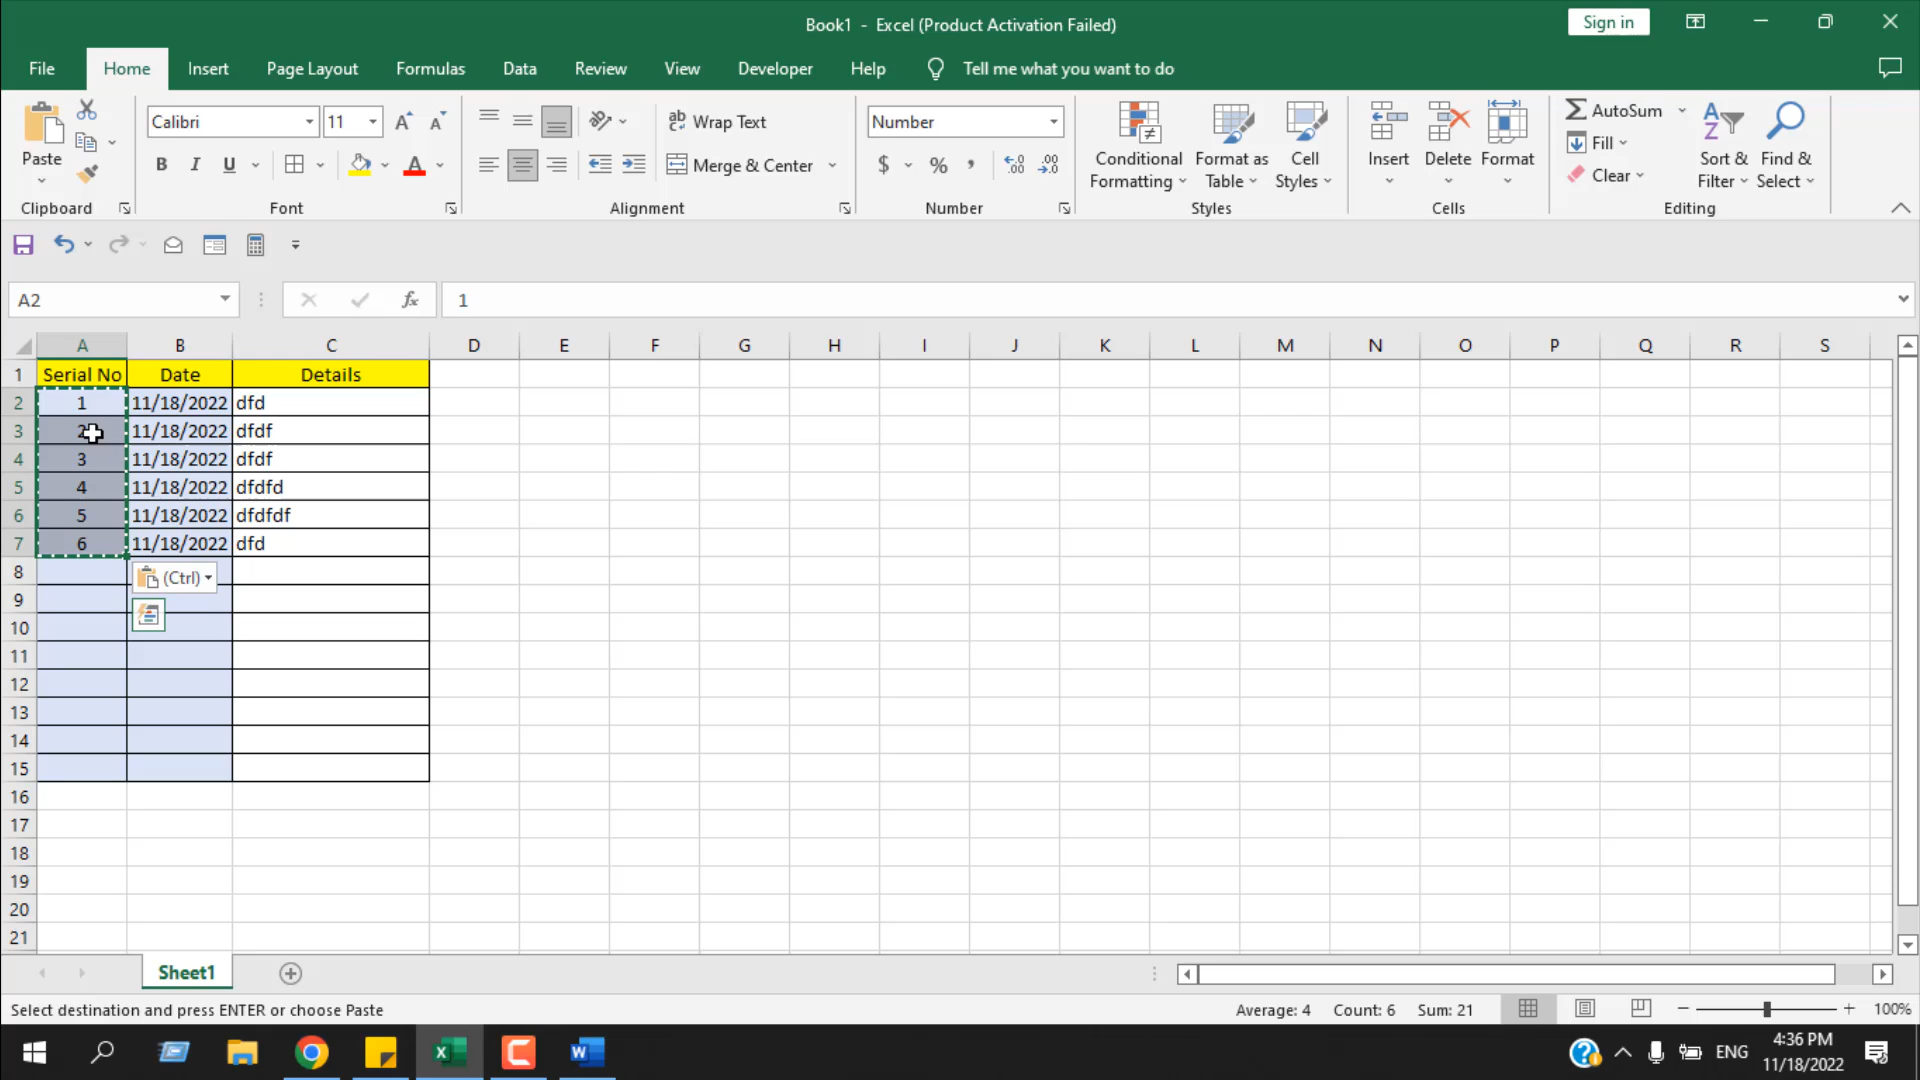 Book1 - Excel (Product Activation Failed)
Sign in
File Home Insert Page Layout Formulas Data Review View Developer Help Tell me what you want to do
Paste
Clipboard
Calibri 11
B I U A
Font
ab Wrap Text
Merge & Center
Alignment
Number
$ % , .00
Number
Conditional Formatting
Format as Table
Cell Styles
Styles
Insert Delete Format
Cells
AutoSum
Fill
Clear
Sort & Filter
Find & Select
Editing
A2 fx 1
A B C D E F G H I J K L M N O P Q R S
1 Serial No Date Details
2 1 11/18/2022 dfd
3 2 11/18/2022 dfdf
4 3 11/18/2022 dfdf
5 4 11/18/2022 dfdfd
6 5 11/18/2022 dfdfdf
7 6 11/18/2022 dfd
8 (Ctrl)
9
10
11
12
13
14
15
16
17
18
19
20
21
Sheet1
Select destination and press ENTER or choose Paste Average: 4 Count: 6 Sum: 21 100%
ENG 4:36 PM
11/18/2022